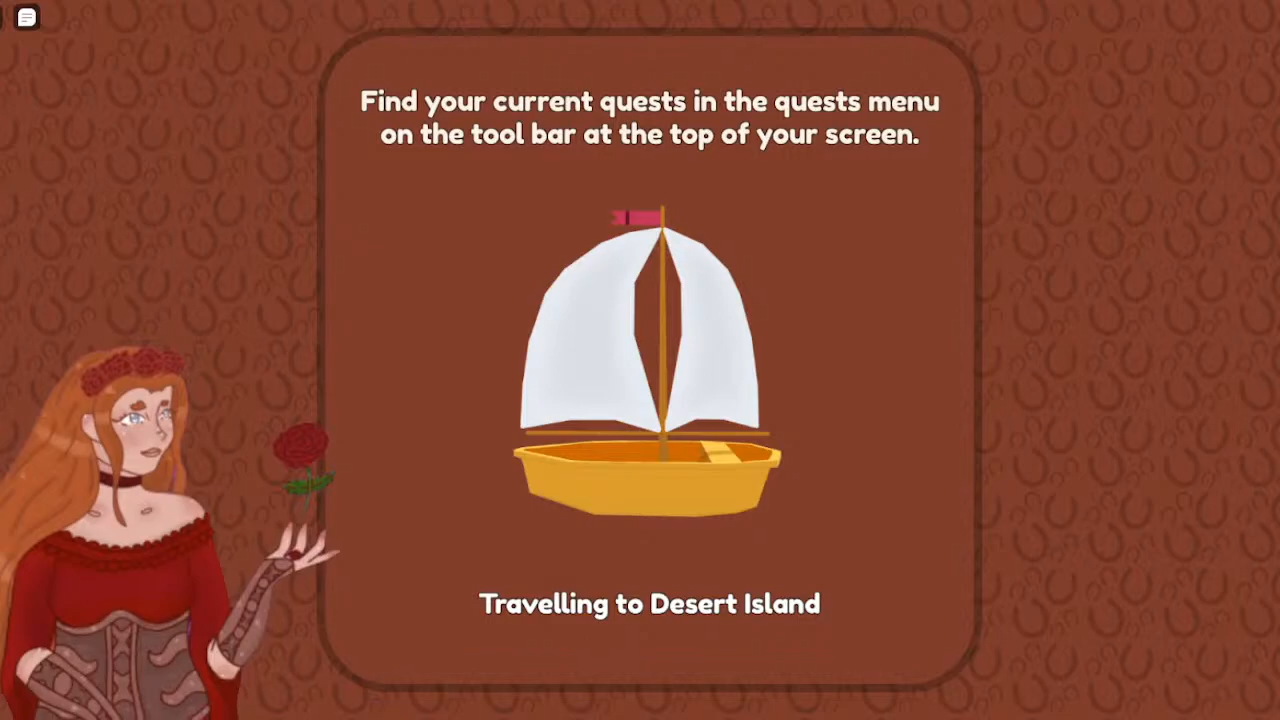 Find your current quests in the quests menu
on the tool bar at the top of your screen.
Travelling to Desert Island